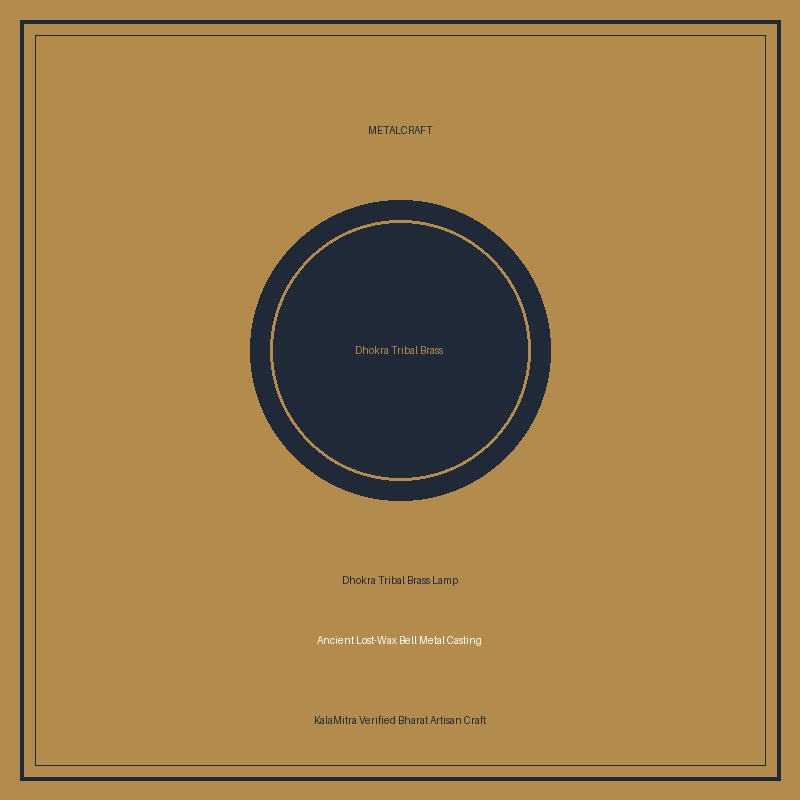 METALCRAFT
Dhokra Tribal Brass
Dhokra Tribal Brass Lamp
Ancient Lost-Wax Bell Metal Casting
KalaMitra Verified Bharat Artisan Craft